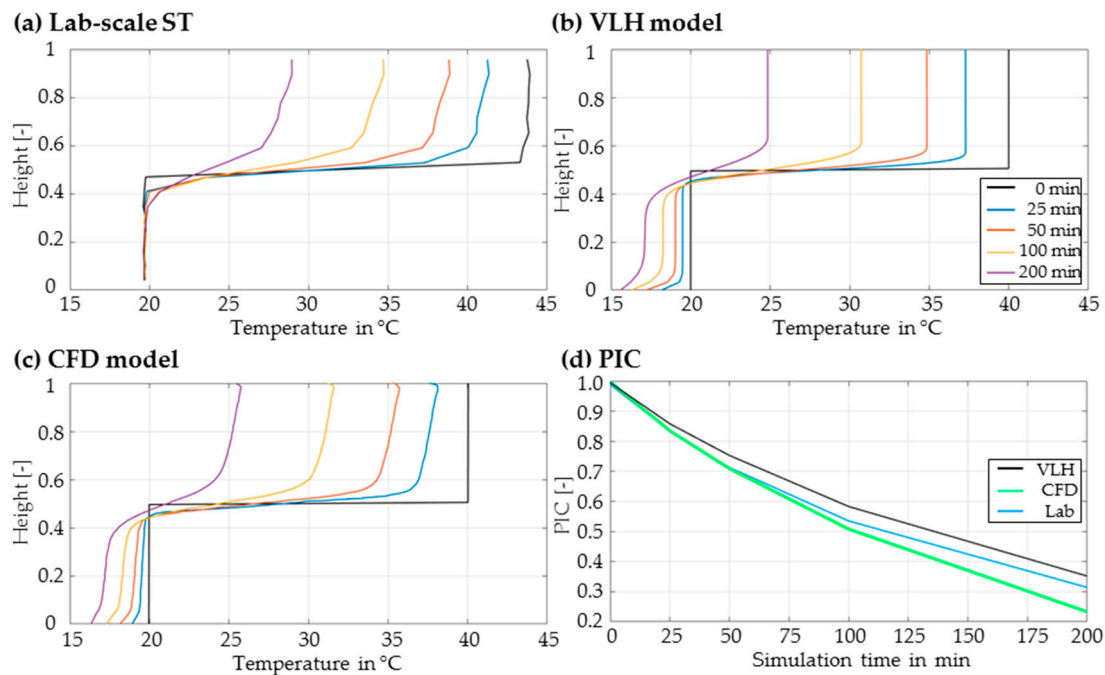 (a) Lab-scale ST
(b) VLH model
1
0.8
0.6
0.4
0.2
0
Height [-]
15 20 25 30 35 40 45
Temperature in °C
1
0.8
0.6
0.4
0.2
0
Height [-]
0 min
25 min
50 min
100 min
200 min
15 20 25 30 35 40 45
Temperature in °C
(c) CFD model
(d) PIC
1
0.8
0.6
0.4
0.2
0
Height [-]
15 20 25 30 35 40 45
Temperature in °C
1.0
0.9
0.8
0.7
0.6
0.5
0.4
0.3
0.2
PIC [-]
VLH
CFD
Lab
0 25 50 75 100 125 150 175 200
Simulation time in min